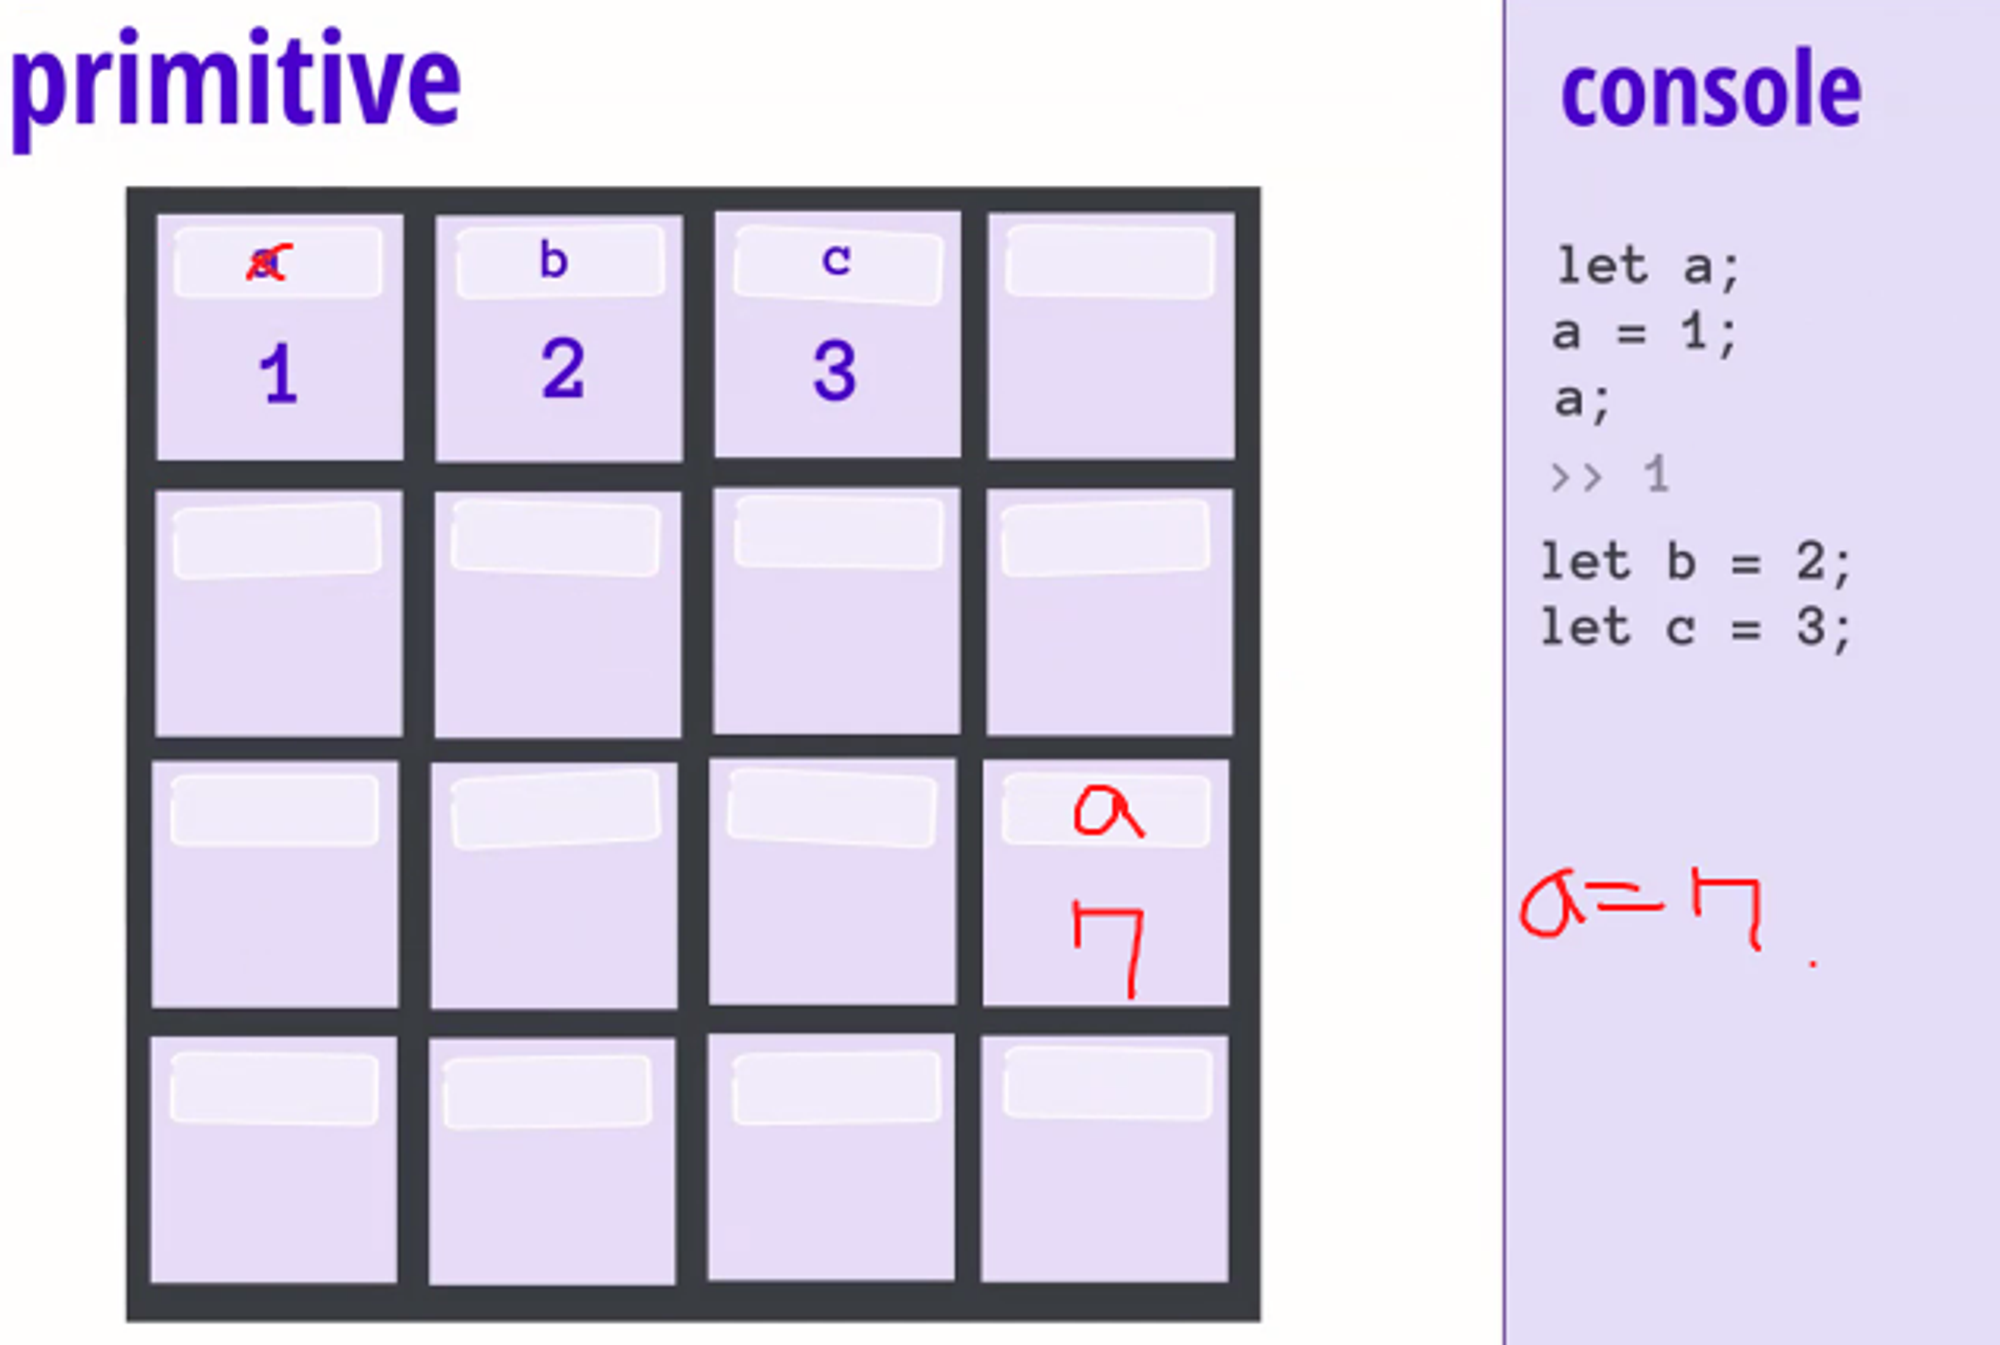 primitive
a b c
1 2 3
a
7
console
let a;
a = 1;
a;
>> 1
let b = 2;
let c = 3;
a = 7